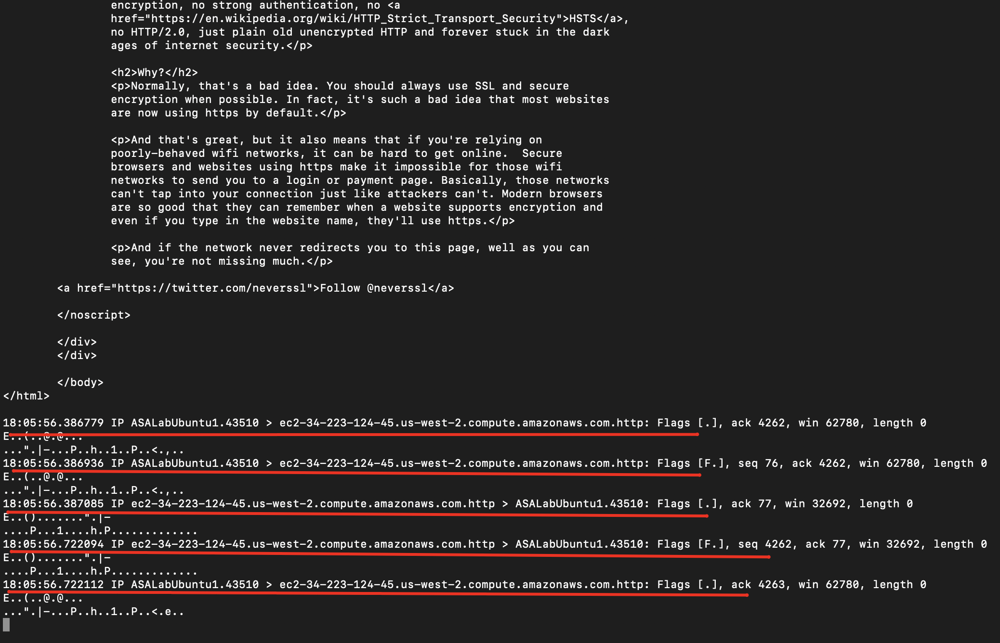 encryption, no strong authentication, no <a
href="https://en.wikipedia.org/wiki/HTTP_Strict_Transport_Security">HSTS</a>,
no HTTP/2.0, just plain old unencrypted HTTP and forever stuck in the dark
ages of internet security.</p>
<h2>Why?</h2>
<p>Normally, that's a bad idea. You should always use SSL and secure
encryption when possible. In fact, it's such a bad idea that most websites
are now using https by default.</p>
<p>And that's great, but it also means that if you're relying on
poorly-behaved wifi networks, it can be hard to get online.  Secure
browsers and websites using https make it impossible for those wifi
networks to send you to a login or payment page. Basically, those networks
can't tap into your connection just like attackers can't. Modern browsers
are so good that they can remember when a website supports encryption and
even if you type in the website name, they'll use https.</p>
<p>And if the network never redirects you to this page, well as you can
see, you're not missing much.</p>
<a href="https://twitter.com/neverssl">Follow @neverssl</a>
</noscript>
</div>
</div>
</body>
</html>
18:05:56.386779 IP ASALabUbuntu1.43510 > ec2-34-223-124-45.us-west-2.compute.amazonaws.com.http: Flags [.], ack 4262, win 62780, length 0
E..(..@.@...
...".|-...P..h..1..P..<.,..
18:05:56.386936 IP ASALabUbuntu1.43510 > ec2-34-223-124-45.us-west-2.compute.amazonaws.com.http: Flags [F.], seq 76, ack 4262, win 62780, length 0
E..(..@.@...
...".|-...P..h..1..P..<.,..
18:05:56.387085 IP ec2-34-223-124-45.us-west-2.compute.amazonaws.com.http > ASALabUbuntu1.43510: Flags [.], ack 77, win 32692, length 0
E..().......".|-
....P...1....h.P.............
18:05:56.722094 IP ec2-34-223-124-45.us-west-2.compute.amazonaws.com.http > ASALabUbuntu1.43510: Flags [F.], seq 4262, ack 77, win 32692, length 0
E..().......".|-
....P...1....h.P.............
18:05:56.722112 IP ASALabUbuntu1.43510 > ec2-34-223-124-45.us-west-2.compute.amazonaws.com.http: Flags [.], ack 4263, win 62780, length 0
E..(..@.@...
...".|-...P..h..1..P..<.e..